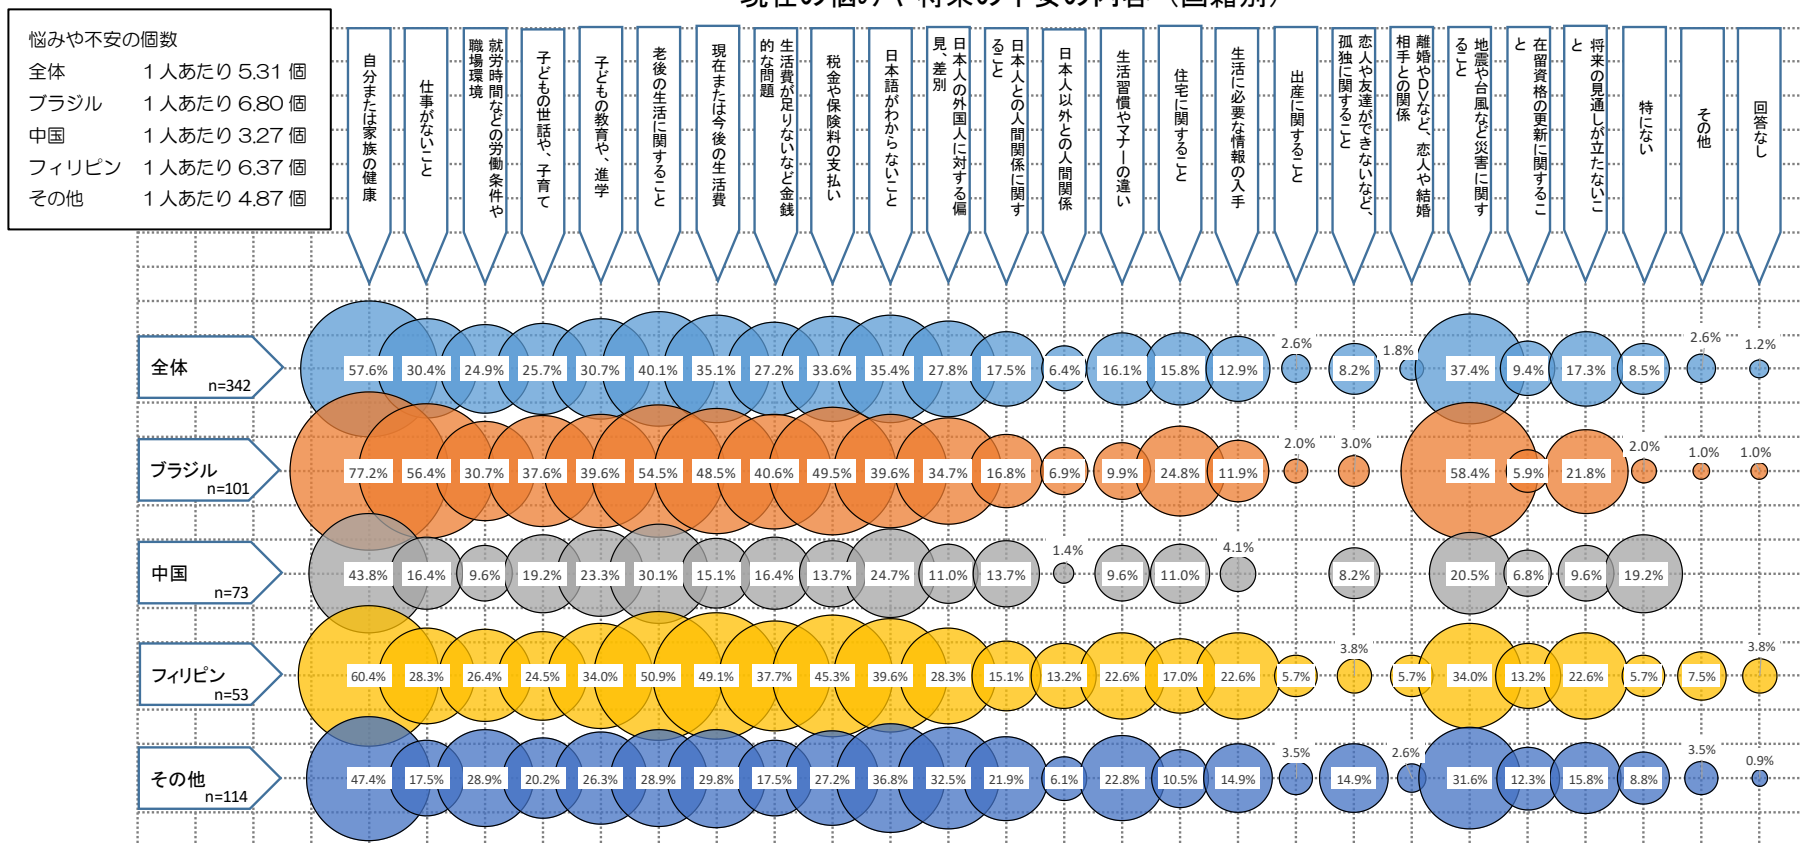 現在の悩みや将来の不安の内容（国籍別）
悩みや不安の個数
全体 1人あたり 5.31 個
ブラジル 1人あたり 6.80 個
中国 1人あたり 3.27 個
フィリピン 1人あたり 6.37 個
その他 1人あたり 4.87 個
自分または家族の健康
仕事がないこと
就労時間などの労働条件や
職場環境
子どもの世話や、子育て
子どもの教育や、進学
老後の生活に関すること
現在または今後の生活費
生活費が足りないなど金銭
的な問題
税金や保険料の支払い
日本語がわからないこと
日本人の外国人に対する偏
見、差別
日本人との人間関係に関す
ること
日本人以外との人間関係
生活習慣やマナーの違い
住宅に関すること
生活に必要な情報の入手
出産に関すること
恋人や友達ができないなど、
孤独に関すること
離婚やDVなど、恋人や結婚
相手との関係
地震や台風など災害に関す
ること
在留資格の更新に関するこ
と
将来の見通しが立たないこ
と
特にない
その他
回答なし
全体
n=342
57.6% 30.4% 24.9% 25.7% 30.7% 40.1% 35.1% 27.2% 33.6% 35.4% 27.8% 17.5% 6.4% 16.1% 15.8% 12.9% 2.6% 8.2% 1.8% 37.4% 9.4% 17.3% 8.5% 2.6% 1.2%
ブラジル
n=101
77.2% 56.4% 30.7% 37.6% 39.6% 54.5% 48.5% 40.6% 49.5% 39.6% 34.7% 16.8% 6.9% 9.9% 24.8% 11.9% 2.0% 3.0% 58.4% 5.9% 21.8% 2.0% 1.0% 1.0%
中国
n=73
43.8% 16.4% 9.6% 19.2% 23.3% 30.1% 15.1% 16.4% 13.7% 24.7% 11.0% 13.7% 1.4% 9.6% 11.0% 4.1% 8.2% 20.5% 6.8% 9.6% 19.2%
フィリピン
n=53
60.4% 28.3% 26.4% 24.5% 34.0% 50.9% 49.1% 37.7% 45.3% 39.6% 28.3% 15.1% 13.2% 22.6% 17.0% 22.6% 5.7% 3.8% 5.7% 34.0% 13.2% 22.6% 5.7% 7.5% 3.8%
その他
n=114
47.4% 17.5% 28.9% 20.2% 26.3% 28.9% 29.8% 17.5% 27.2% 36.8% 32.5% 21.9% 6.1% 22.8% 10.5% 14.9% 3.5% 14.9% 2.6% 31.6% 12.3% 15.8% 8.8% 3.5% 0.9%